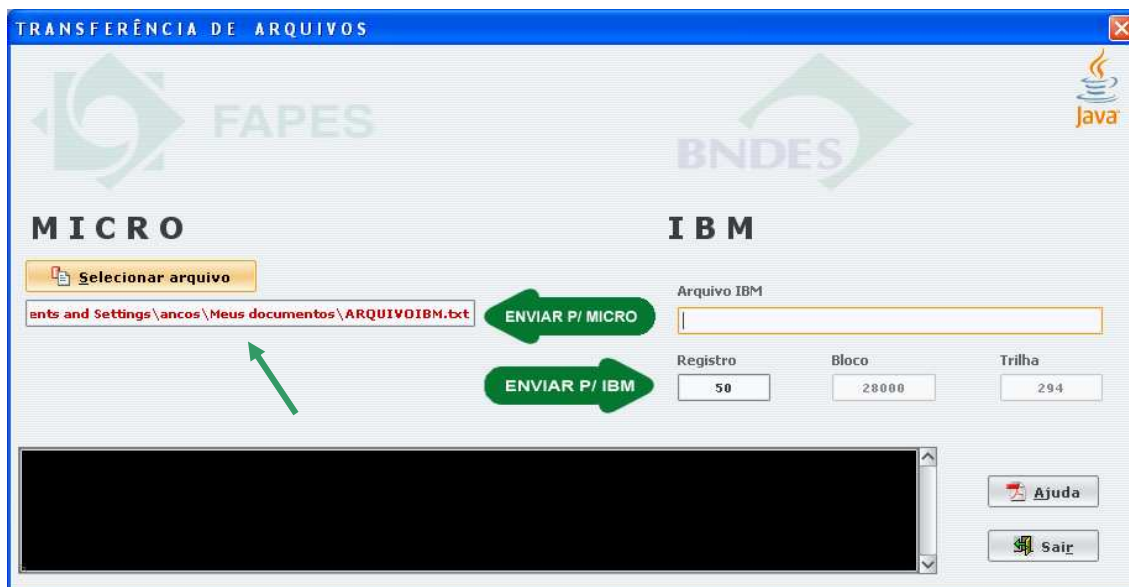 TRANSFERÊNCIA DE ARQUIVOS
FAPES
BNDES
Java
MICRO
IBM
Selecionar arquivo
ents and Settings\ancos\Meus documentos\ARQUIVOIBM.txt
ENVIAR P/ MICRO
Arquivo IBM
ENVIAR P/ IBM
Registro Bloco Trilha
50 28000 294
Ajuda
Sair